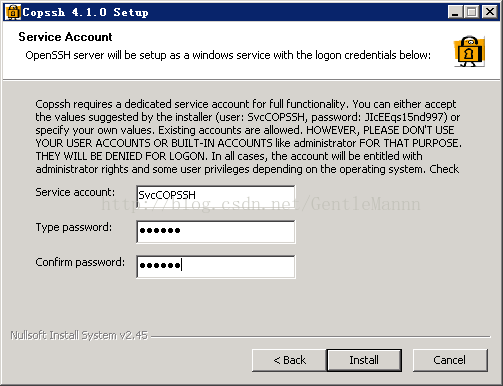 Copssh 4.1.0 Setup
Service Account
OpenSSH server will be setup as a windows service with the logon credentials below:
Copssh requires a dedicated service account for full functionality. You can either accept
the values suggested by the installer (user: SvcCOPSSH, password: JIcEEqs15nd997) or
specify your own values. Existing accounts are allowed. HOWEVER, PLEASE DON'T USE
YOUR USER ACCOUNTS OR BUILT-IN ACCOUNTS like administrator FOR THAT PURPOSE.
THEY WILL BE DENIED FOR LOGON. In all cases, the account will be entitled with
administrator rights and some user privileges depending on the operating system. Check
Service account:
SvcCOPSSH
http://blog.csdn.net/GentleMannn
Type password:
●●●●●●
Confirm password:
●●●●●●
Nullsoft Install System v2.45
< Back
Install
Cancel